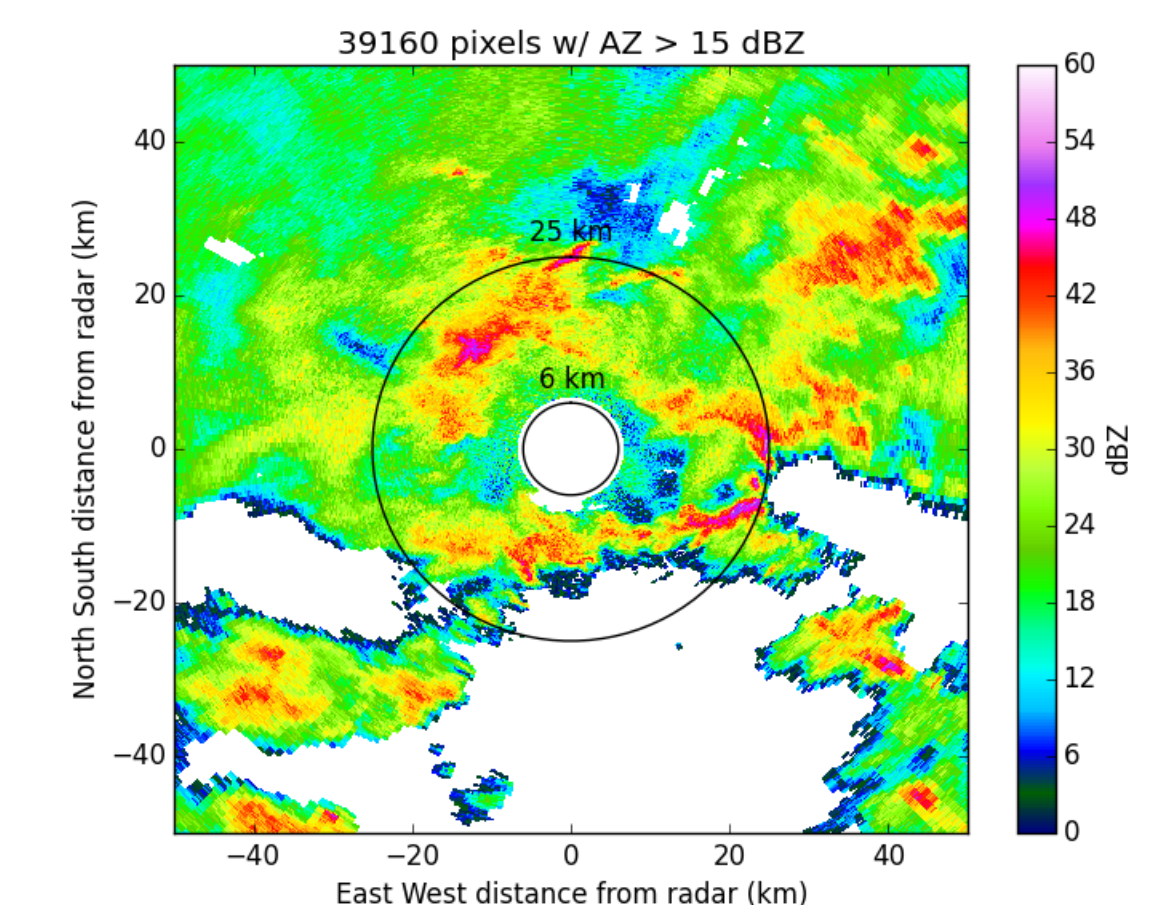 39160 pixels w/ AZ > 15 dBZ
60
54
48
42
36
30
24
18
12
6
0
dBZ
40
20
0
−20
−40
North South distance from radar (km)
25 km
6 km
−40 −20 0 20 40
East West distance from radar (km)